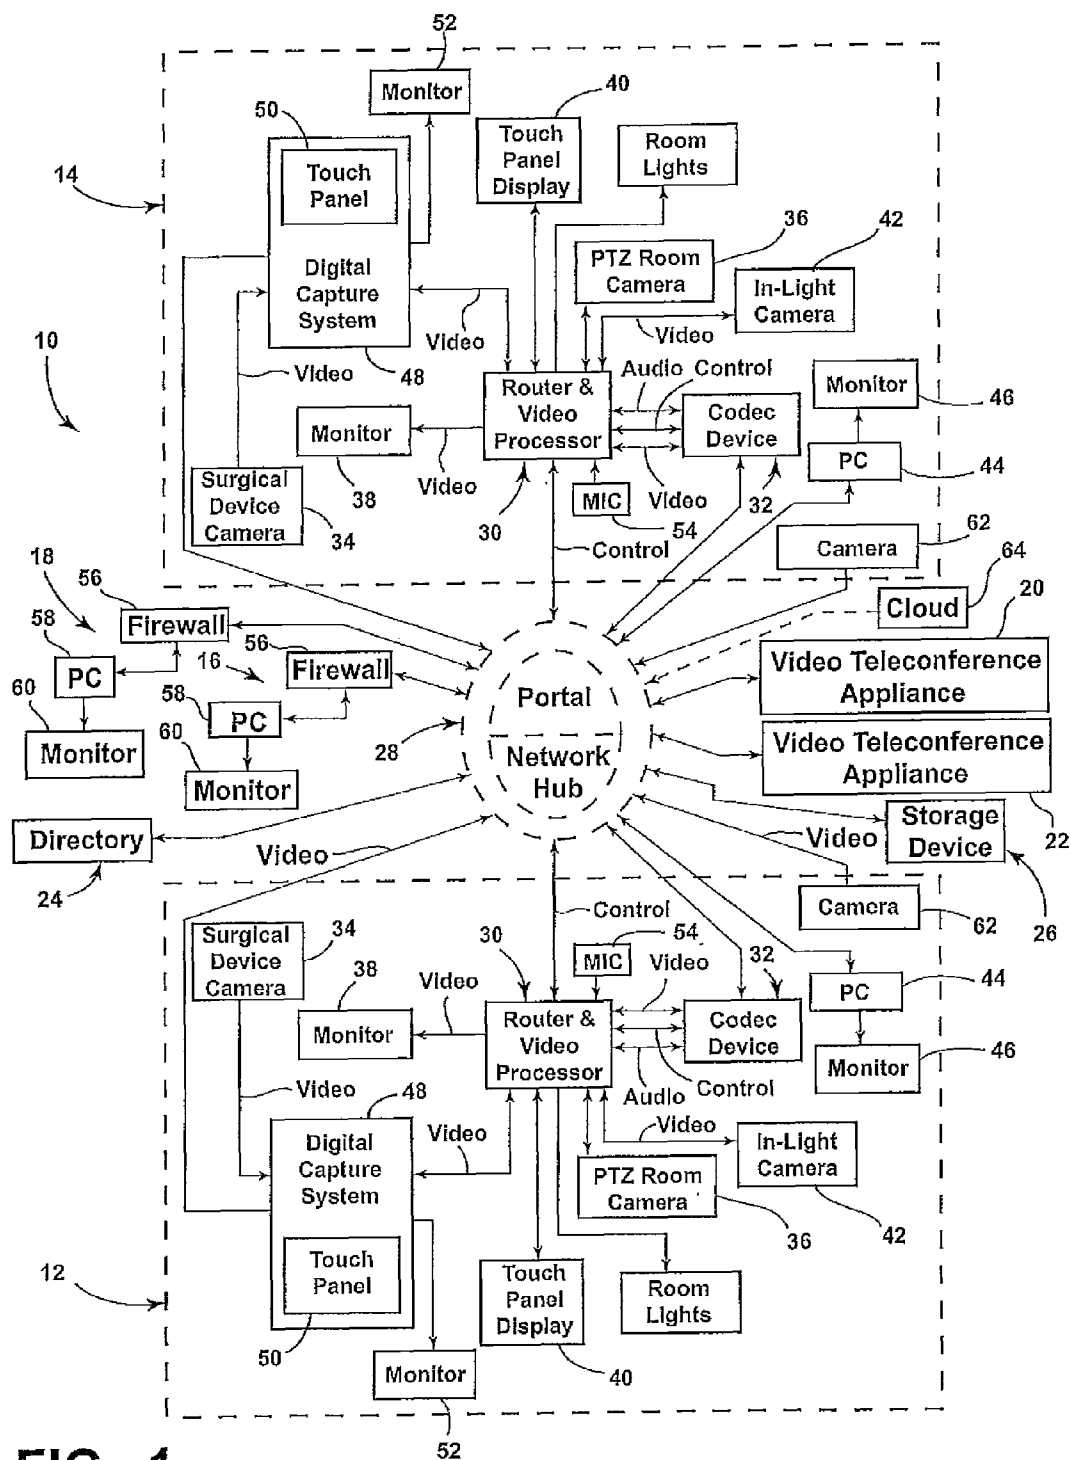 52
Monitor
50
40
Touch
Panel
Touch
Panel
Display
Room
Lights
14
36
42
PTZ Room
Camera
In-Light
Camera
Digital
Capture
System
Video
Video
10
Video
48
Audio
Control
Router &
Video
Processor
Codec
Device
Monitor
46
Monitor
PC
44
38
Video
30
MIC
Video
32
54
Surgical
Device
Camera
34
Control
62
Camera
64
Cloud
20
18
56
Firewall
58
PC
16
56
Firewall
60
Monitor
58
PC
60
Monitor
28
Portal
Network
Hub
Video Teleconference
Appliance
Video Teleconference
Appliance
22
Storage
Device
26
Directory
24
Video
Video
Camera
62
Surgical
Device
Camera
34
Control
30
54
MIC
Video
32
38
Video
Monitor
Router &
Video
Processor
Codec
Device
PC
44
Monitor
46
Video
48
Audio
Control
Video
Video
Digital
Capture
System
In-Light
Camera
42
PTZ Room
Camera
36
12
Touch
Panel
50
Touch
Panel
Display
40
Room
Lights
Monitor
52